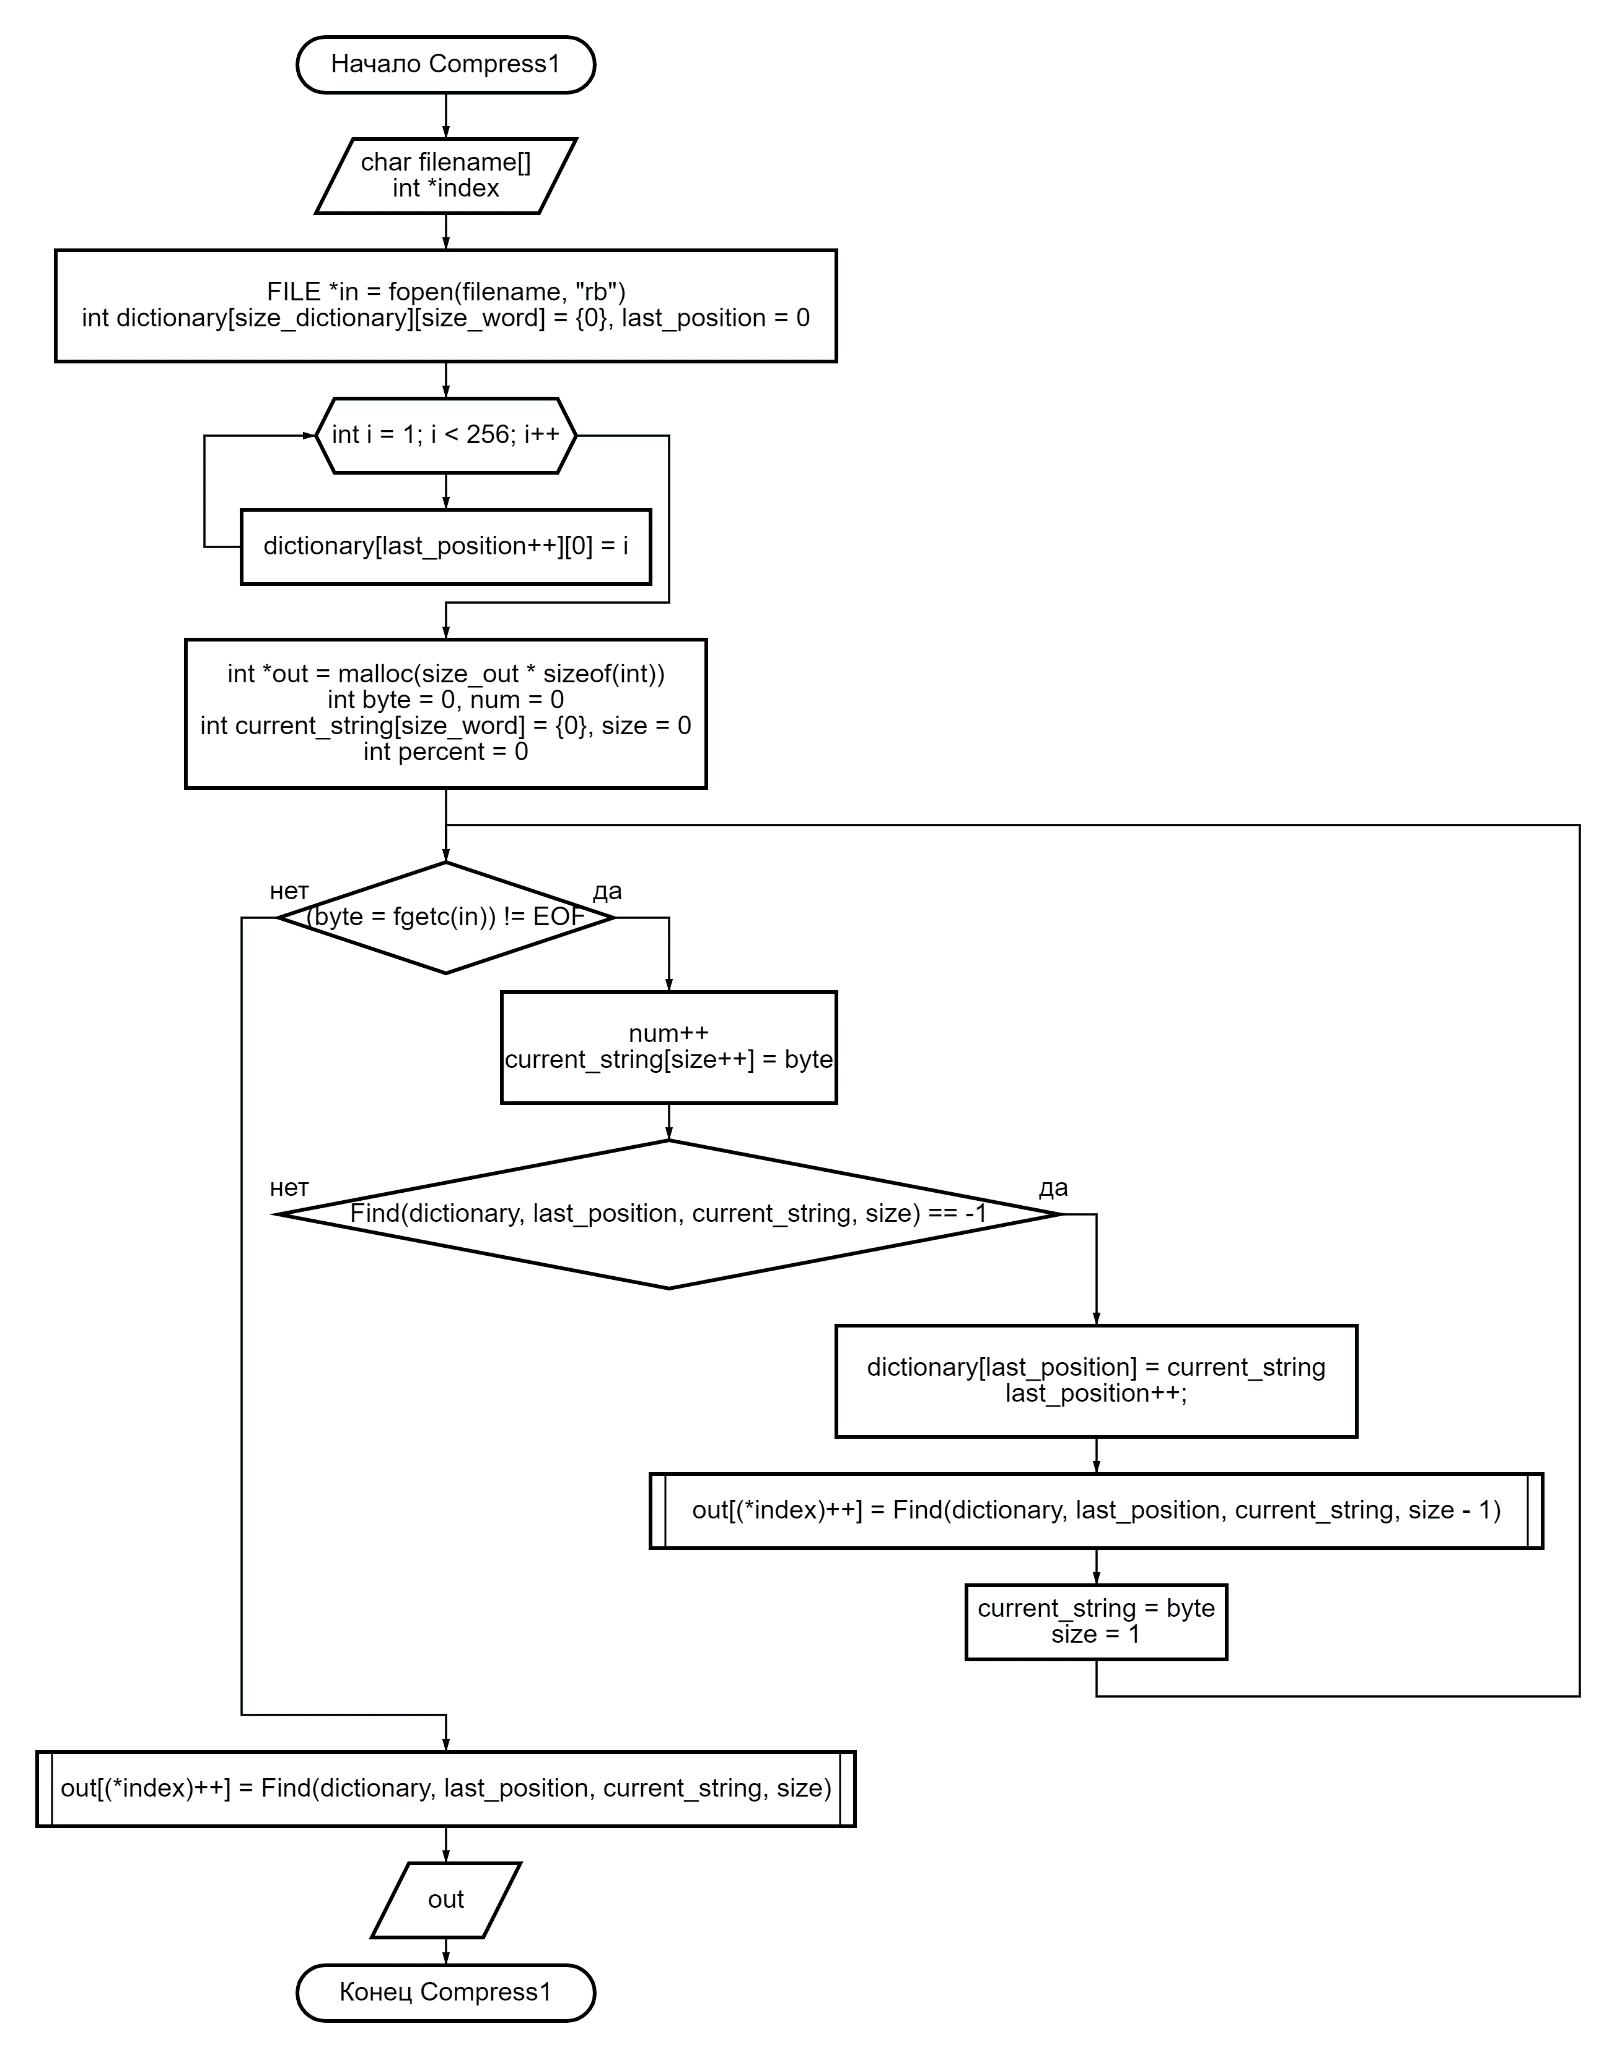 Начало Compress1
char filename[]
int *index
FILE *in = fopen(filename, "rb")
int dictionary[size_dictionary][size_word] = {0}, last_position = 0
int i = 1; i < 256; i++
dictionary[last_position++][0] = i
int *out = malloc(size_out * sizeof(int))
int byte = 0, num = 0
int current_string[size_word] = {0}, size = 0
int percent = 0
нет
да
(byte = fgetc(in)) != EOF
num++
current_string[size++] = byte
нет
да
Find(dictionary, last_position, current_string, size) == -1
dictionary[last_position] = current_string
last_position++;
out[(*index)++] = Find(dictionary, last_position, current_string, size - 1)
current_string = byte
size = 1
out[(*index)++] = Find(dictionary, last_position, current_string, size)
out
Конец Compress1